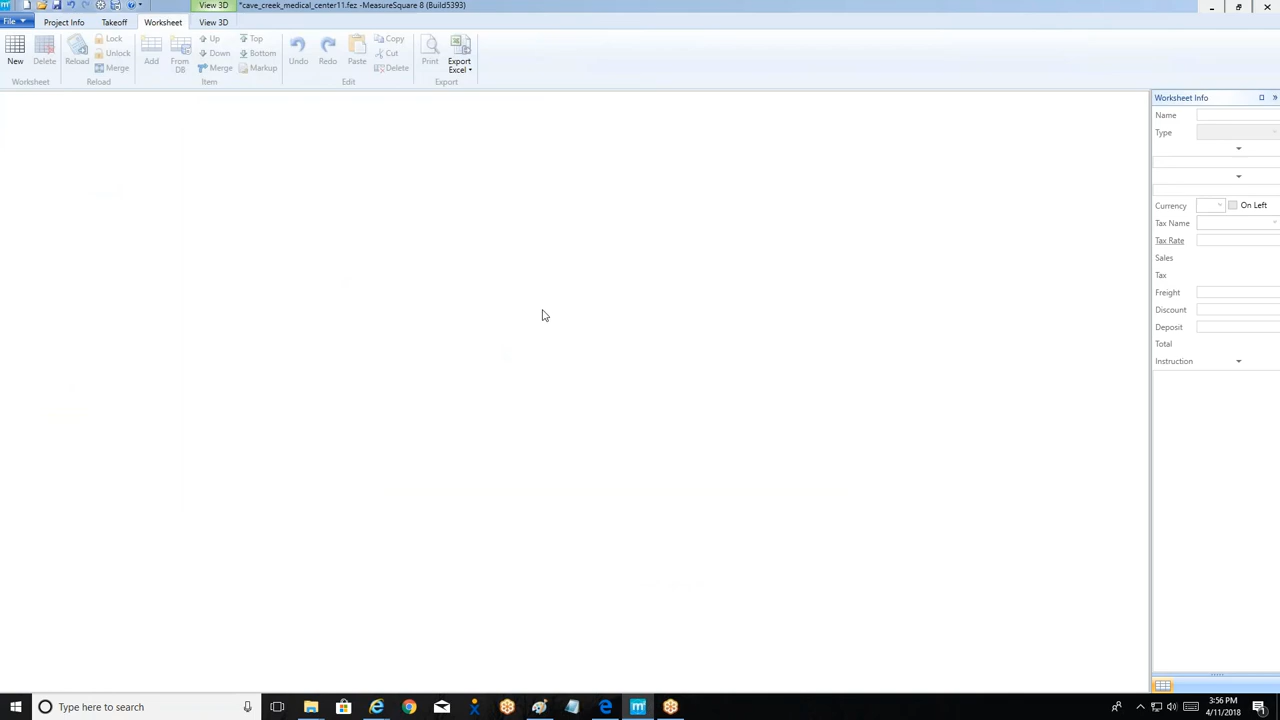 View 3D *cave_creek_medical_center11.fez -MeasureSquare 8 (Build5393)
File Project Info Takeoff Worksheet View 3D
New Delete Reload Lock Unlock Merge Add From DB Up Down Merge Top Bottom Markup Undo Redo Paste Copy Cut Delete Print Export Excel
Worksheet Reload Item Edit Export
Worksheet Info
Name
Type
Currency On Left
Tax Name
Tax Rate
Sales
Tax
Freight
Discount
Deposit
Total
Instruction
Type here to search
3:56 PM
4/11/2018